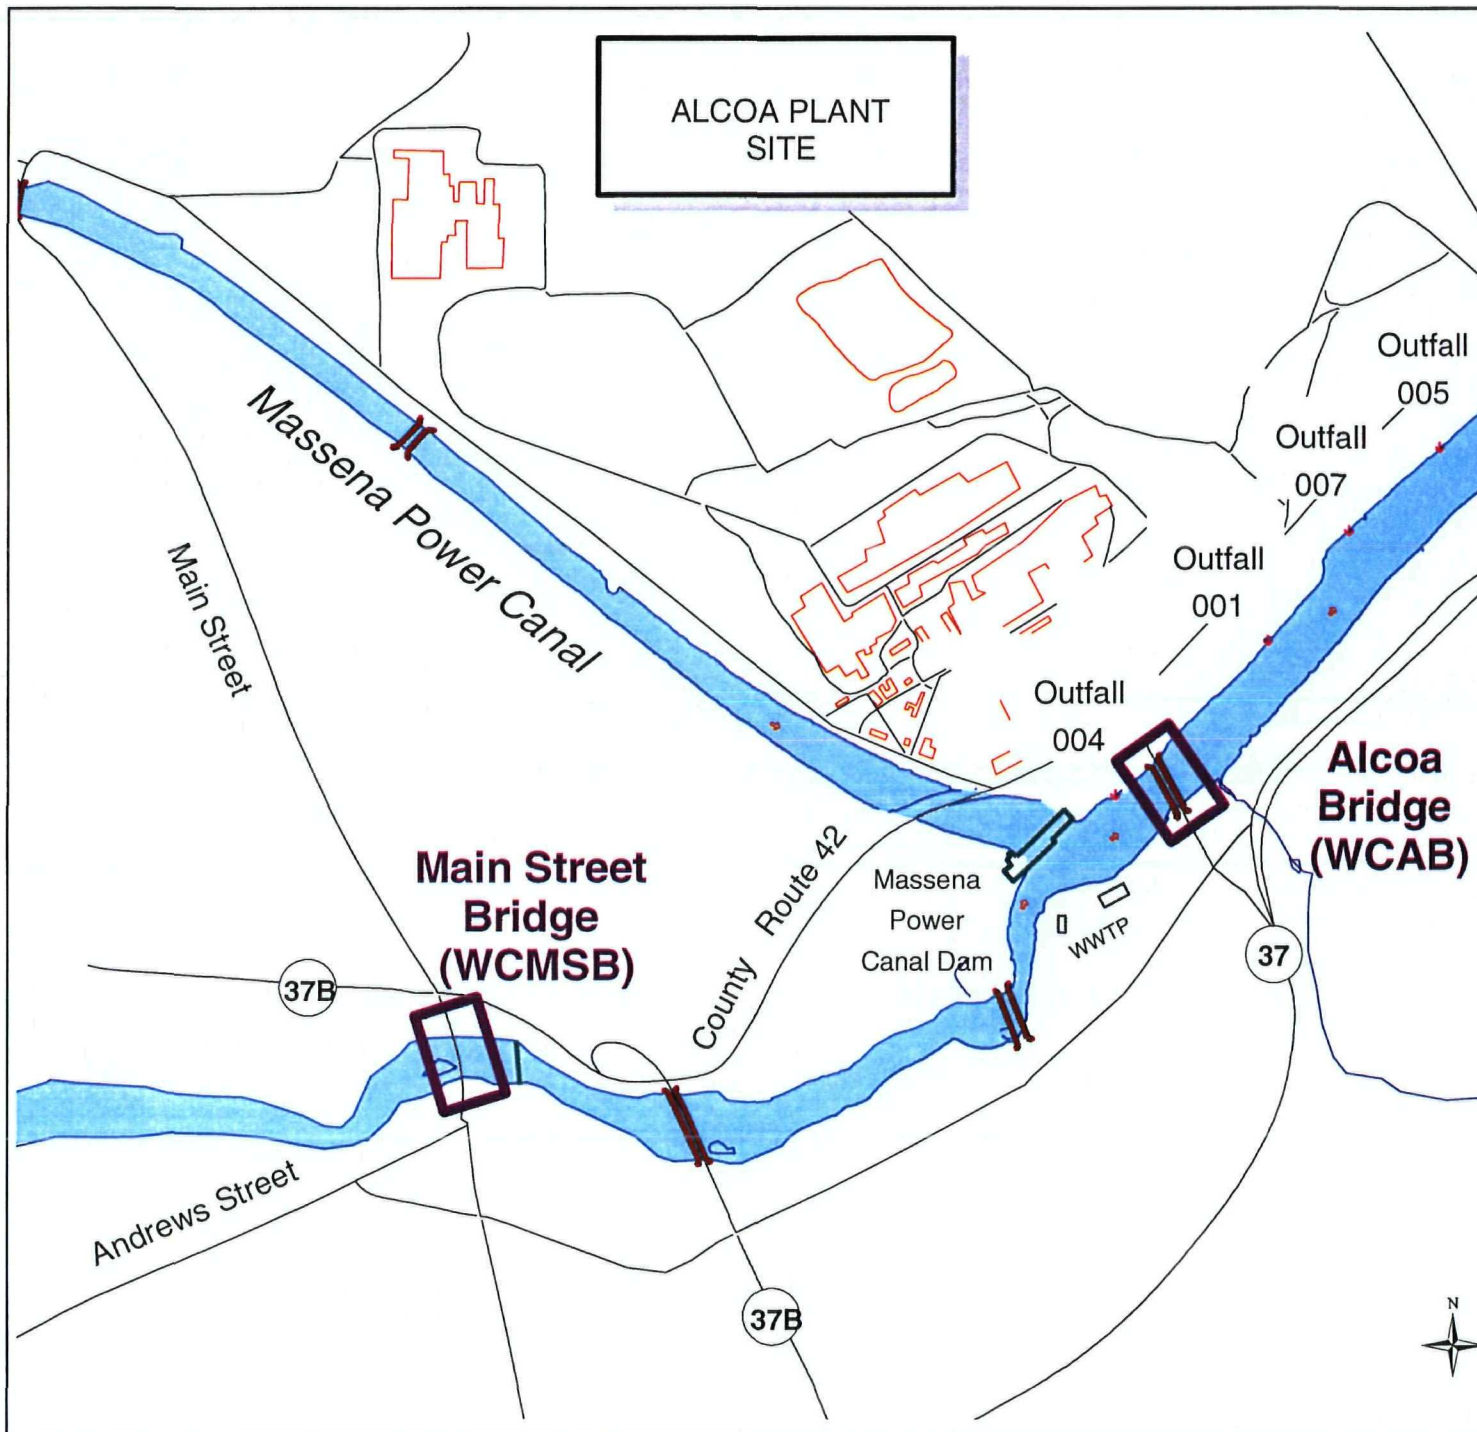 ALCOA PLANT
SITE
Outfall
005
Outfall
007
Outfall
001
Outfall
004
Massena Power Canal
Main Street
Alcoa
Bridge
(WCAB)
Main Street
Bridge
(WCMSB)
County Route 42
Massena
Power
Canal Dam
WWTP
37
37B
Andrews Street
37B
N